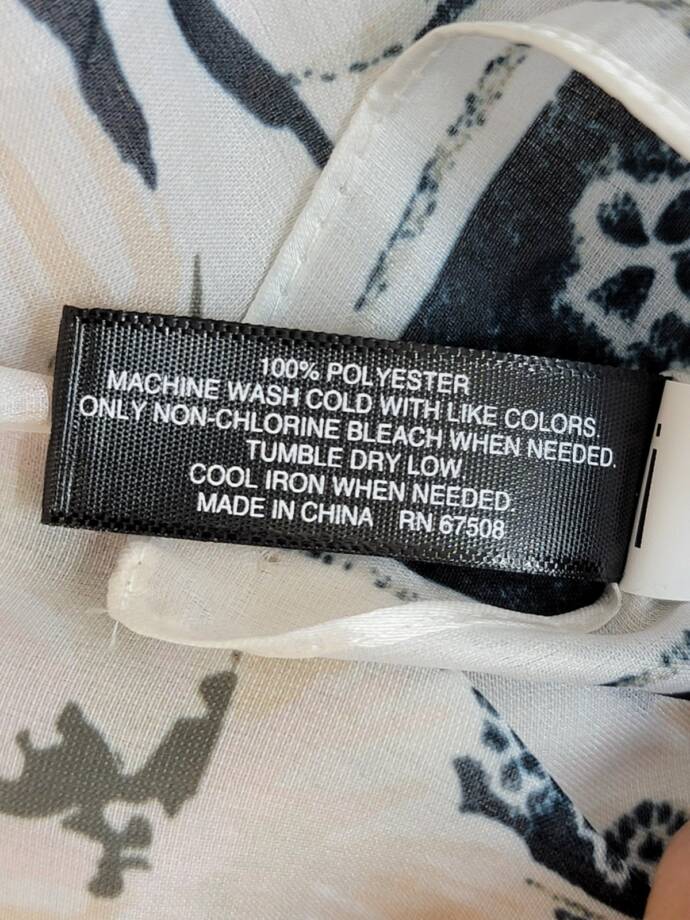 100% POLYESTER
MACHINE WASH COLD WITH LIKE COLORS.
ONLY NON-CHLORINE BLEACH WHEN NEEDED.
TUMBLE DRY LOW.
COOL IRON WHEN NEEDED.
MADE IN CHINA RN 67508